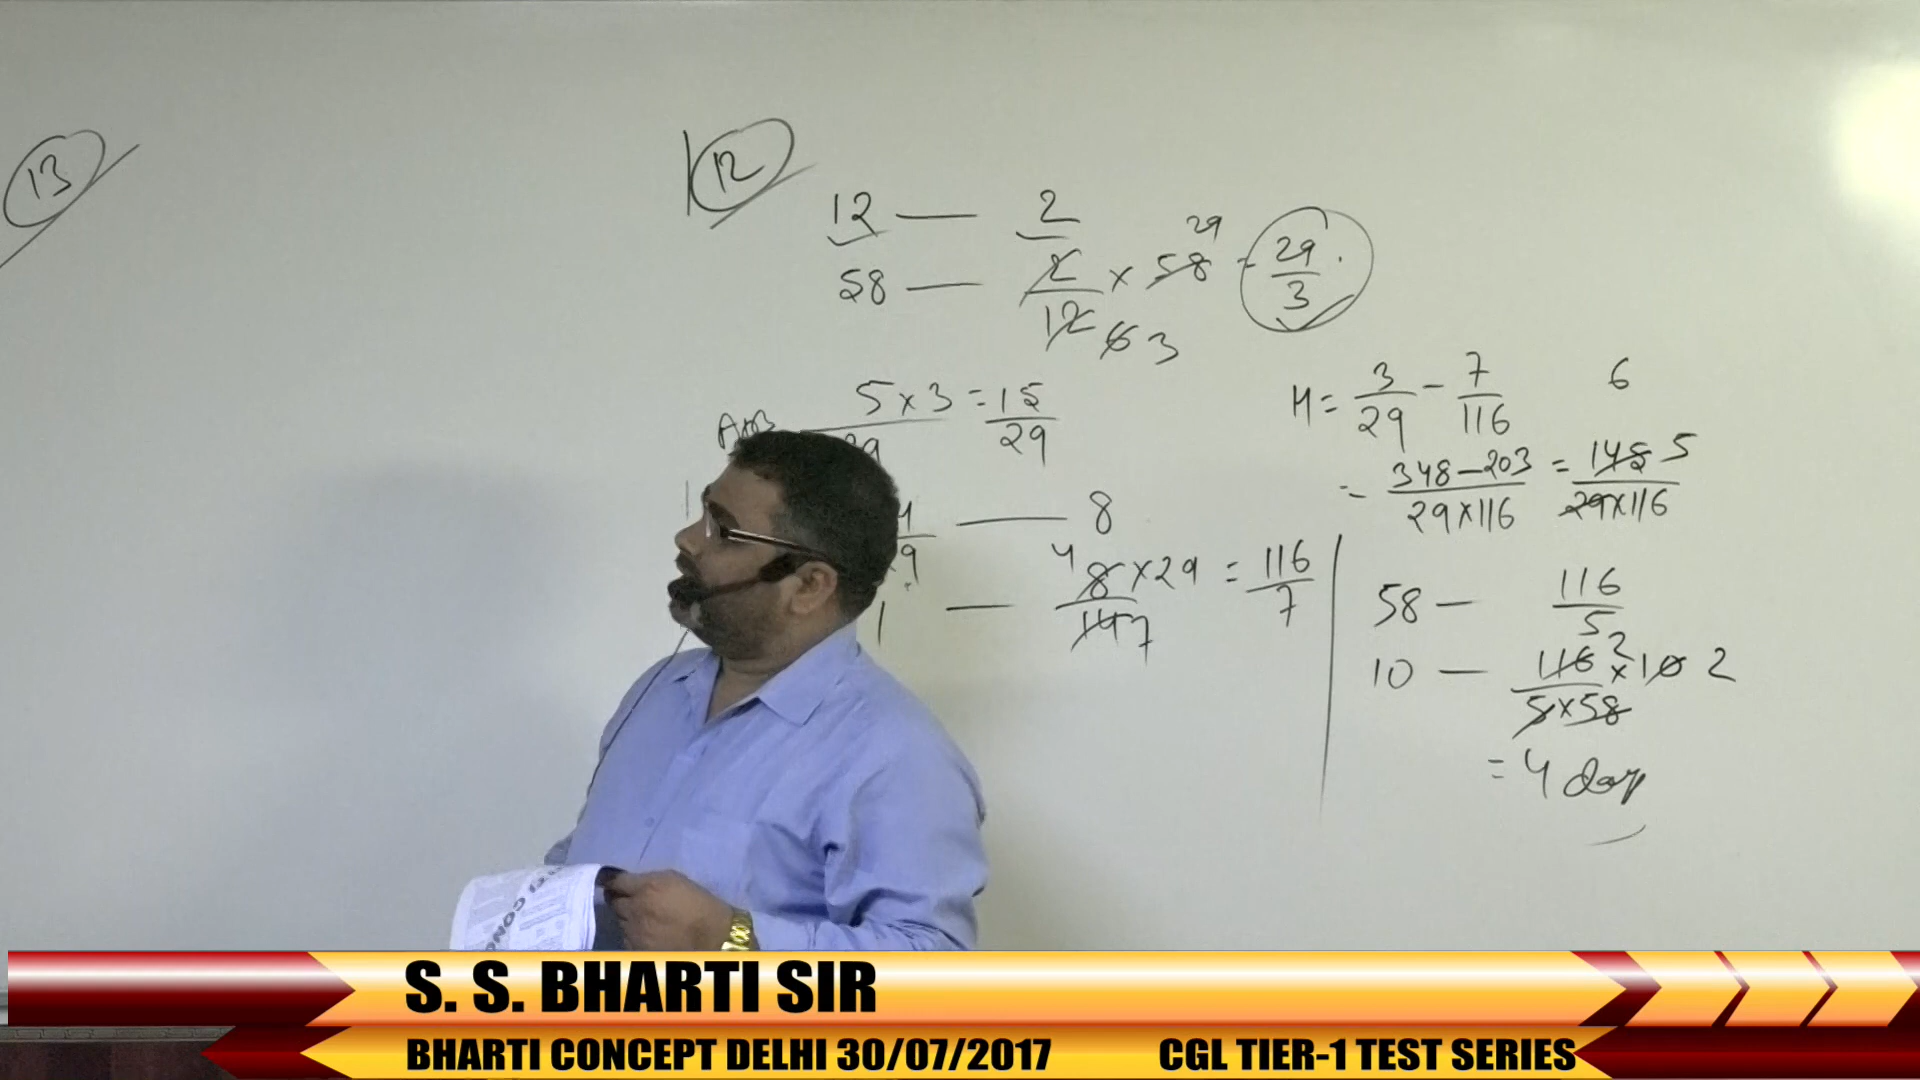 13
12
12 — 2
58 — 2/12 × 58 29 = 29/3
6 3
5 × 3 = 15/29
— 8
1 — 4 8 × 29 / 14 7 = 116/7
M = 3/29 - 7/116 6
= 348 - 203 / 29 × 116 = 145 5 / 29 × 116
58 — 116/5
10 — 116 2 × 10 2 / 5 × 58
= 4 day
S. S. BHARTI SIR
BHARTI CONCEPT DELHI 30/07/2017 CGL TIER-1 TEST SERIES